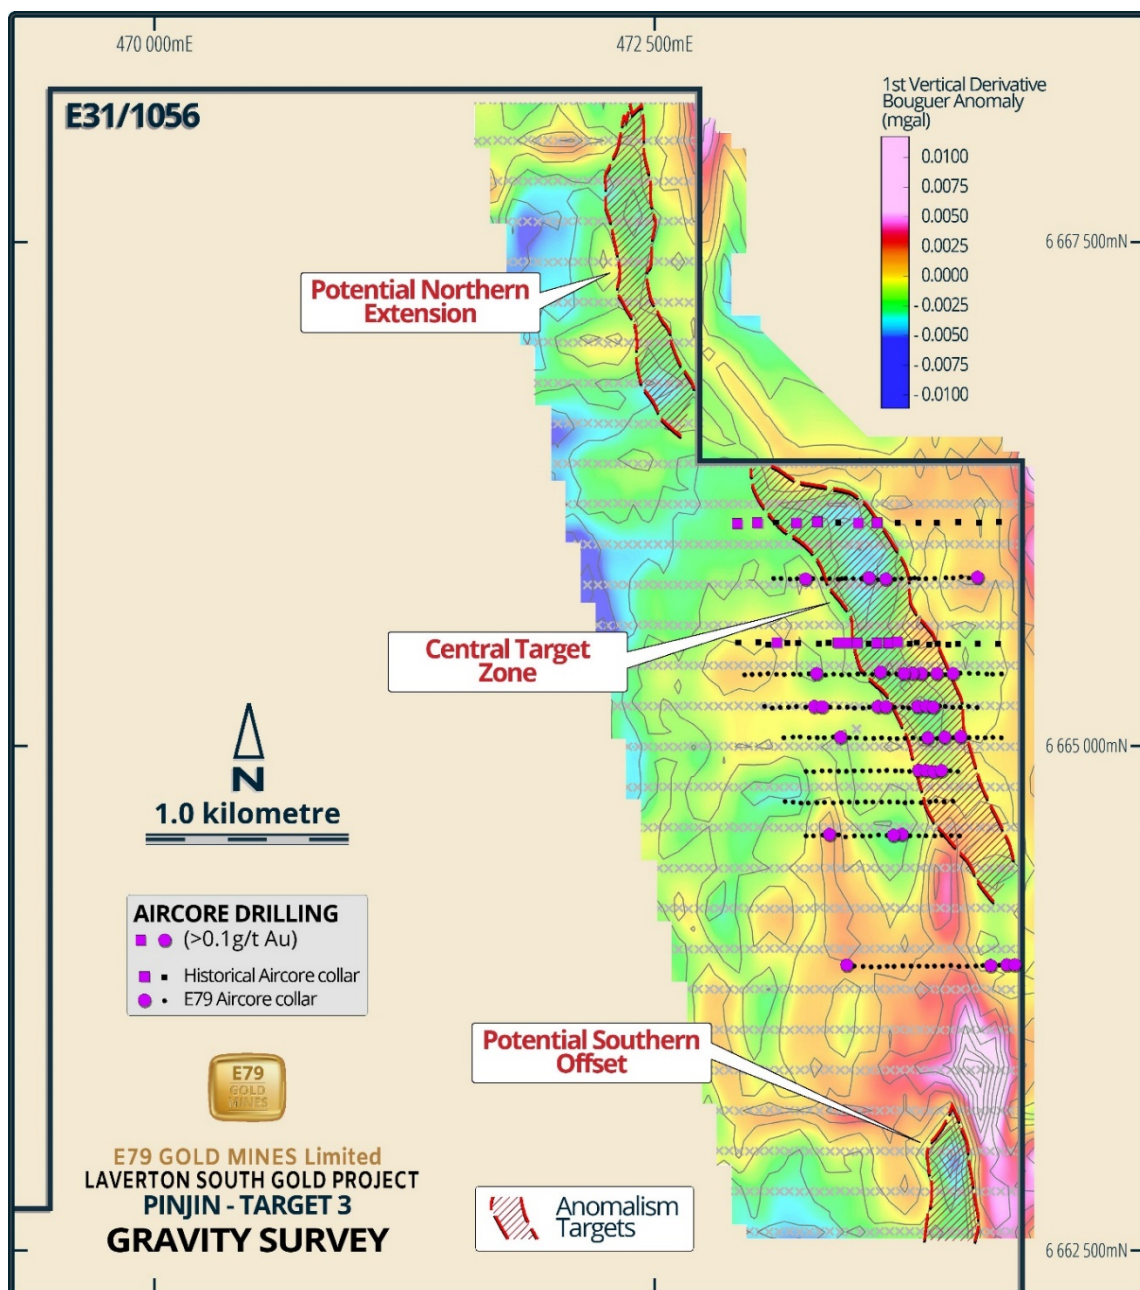 470 000mE
472 500mE
E31/1056
1st Vertical Derivative
Bouguer Anomaly
(mgal)
0.0100
0.0075
0.0050
0.0025
0.0000
- 0.0025
- 0.0050
- 0.0075
- 0.0100
6 667 500mN
Potential Northern
Extension
Central Target
Zone
N
1.0 kilometre
6 665 000mN
AIRCORE DRILLING
(>0.1g/t Au)
Historical Aircore collar
E79 Aircore collar
Potential Southern
Offset
E79
GOLD
MINES
E79 GOLD MINES Limited
LAVERTON SOUTH GOLD PROJECT
PINJIN - TARGET 3
GRAVITY SURVEY
Anomalism
Targets
6 662 500mN